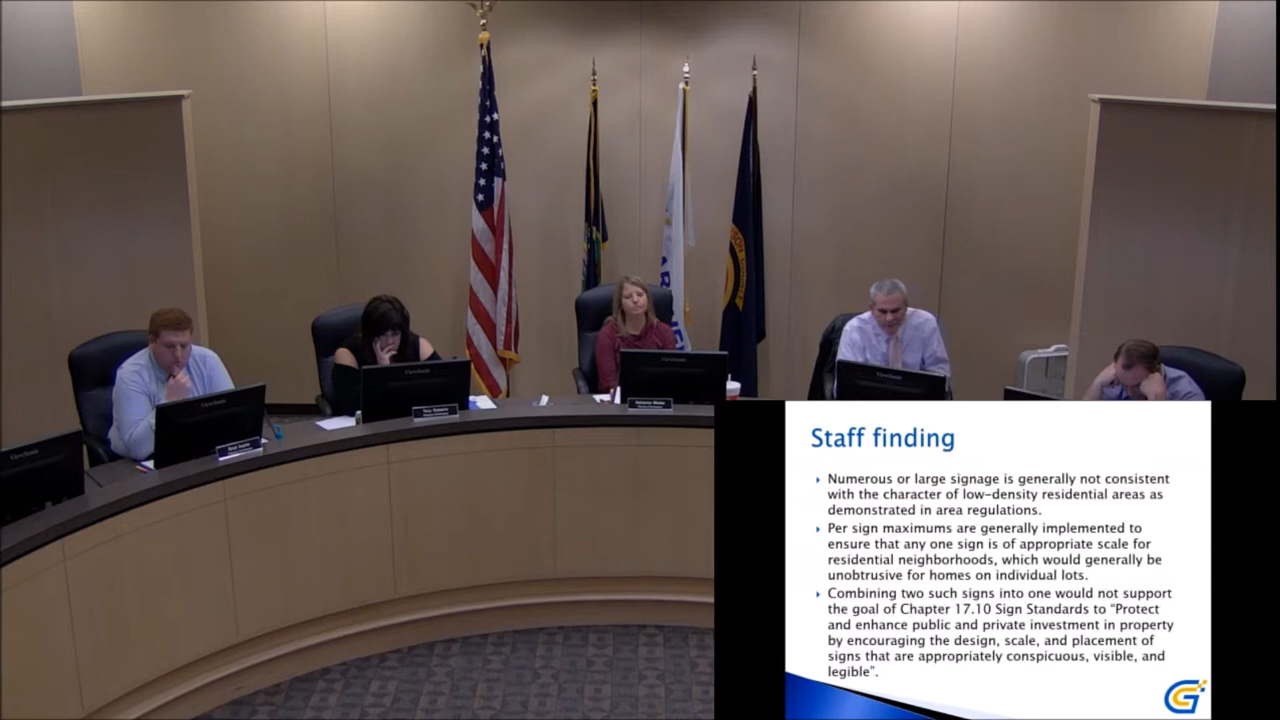 ViewSonic
ViewSonic
ViewSonic
ViewSonic
Staff finding
Numerous or large signage is generally not consistent
with the character of low-density residential areas as
demonstrated in area regulations.
Per sign maximums are generally implemented to
ensure that any one sign is of appropriate scale for
residential neighborhoods, which would generally be
unobtrusive for homes on individual lots.
Combining two such signs into one would not support
the goal of Chapter 17.10 Sign Standards to “Protect
and enhance public and private investment in property
by encouraging the design, scale, and placement of
signs that are appropriately conspicuous, visible, and
legible”.